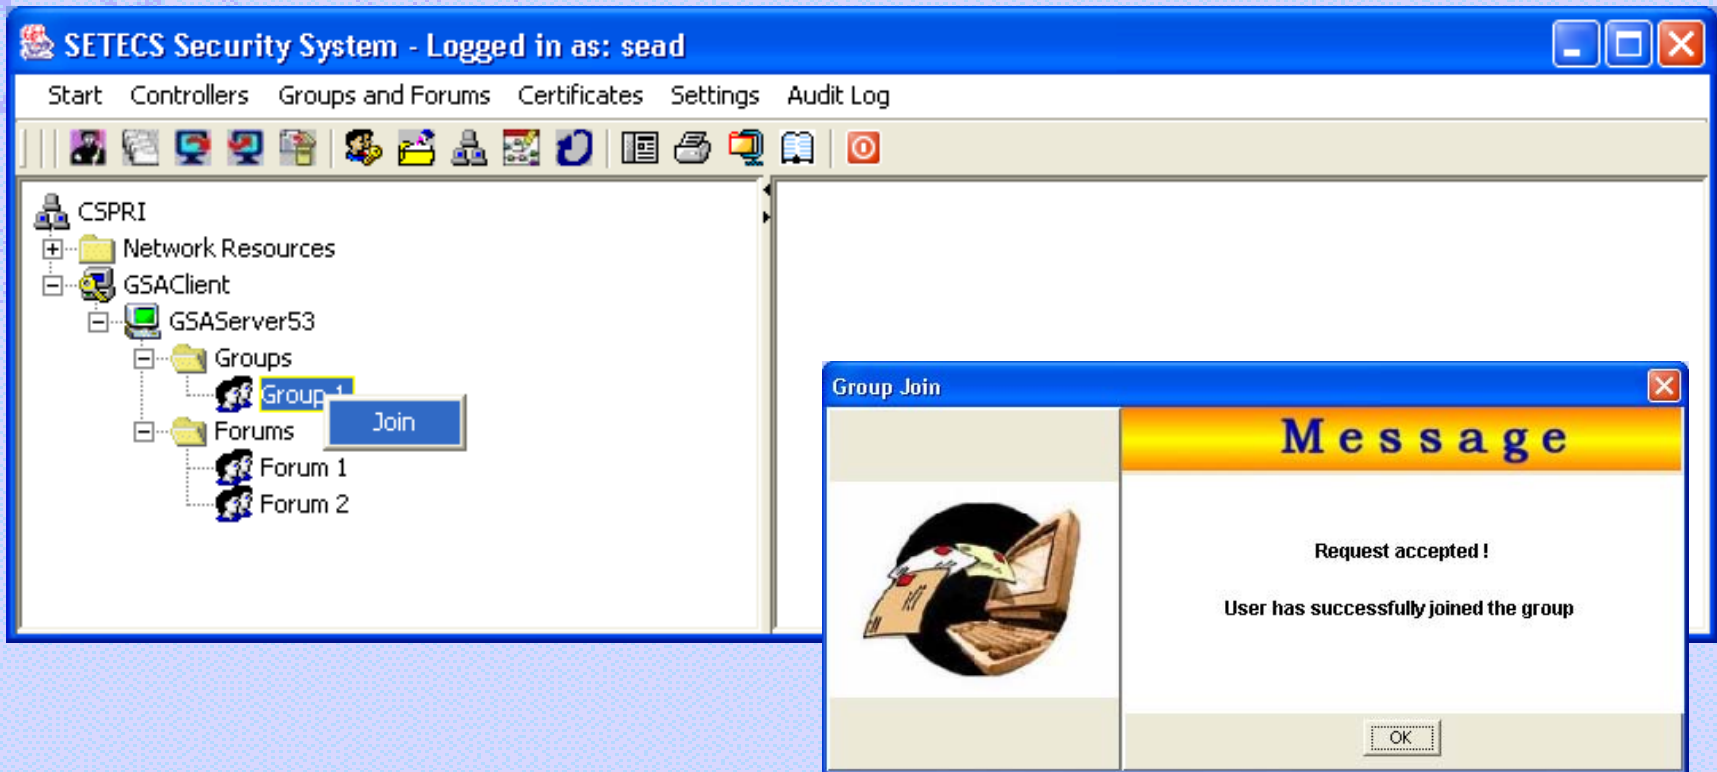 SETECS Security System - Logged in as: sead
Start Controllers Groups and Forums Certificates Settings Audit Log
CSPRI
Network Resources
GSAClient
GSAServer53
Groups
Group 1
Join
Forums
Forum 1
Forum 2
Group Join
Message
Request accepted !
User has successfully joined the group
OK